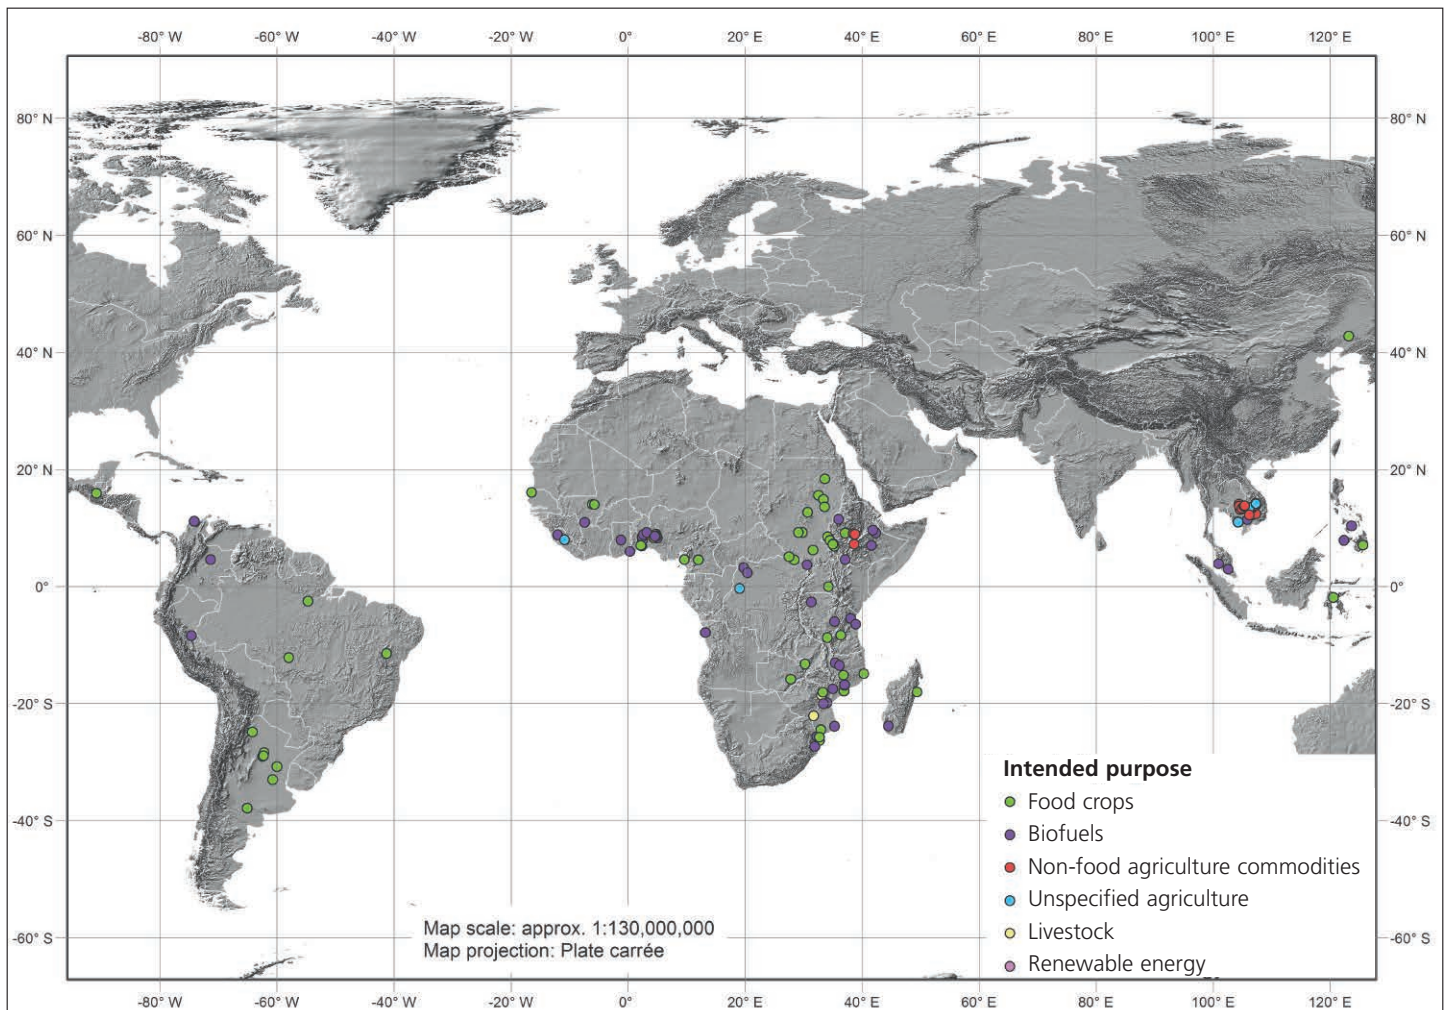 -80° W -60° W -40° W -20° W 0° 20° E 40° E 60° E 80° E 100° E 120° E
80° N 80° N
60° N 60° N
40° N 40° N
20° N 20° N
0° 0°
-20° S -20° S
Intended purpose
Food crops
-40° S -40° S
Biofuels
Non-food agriculture commodities
Unspecified agriculture
Map scale: approx. 1:130,000,000
Livestock
-60° S -60° S
Map projection: Plate carrée
Renewable energy
-80° W -60° W -40° W -20° W 0° 20° E 40° E 60° E 80° E 100° E 120° E